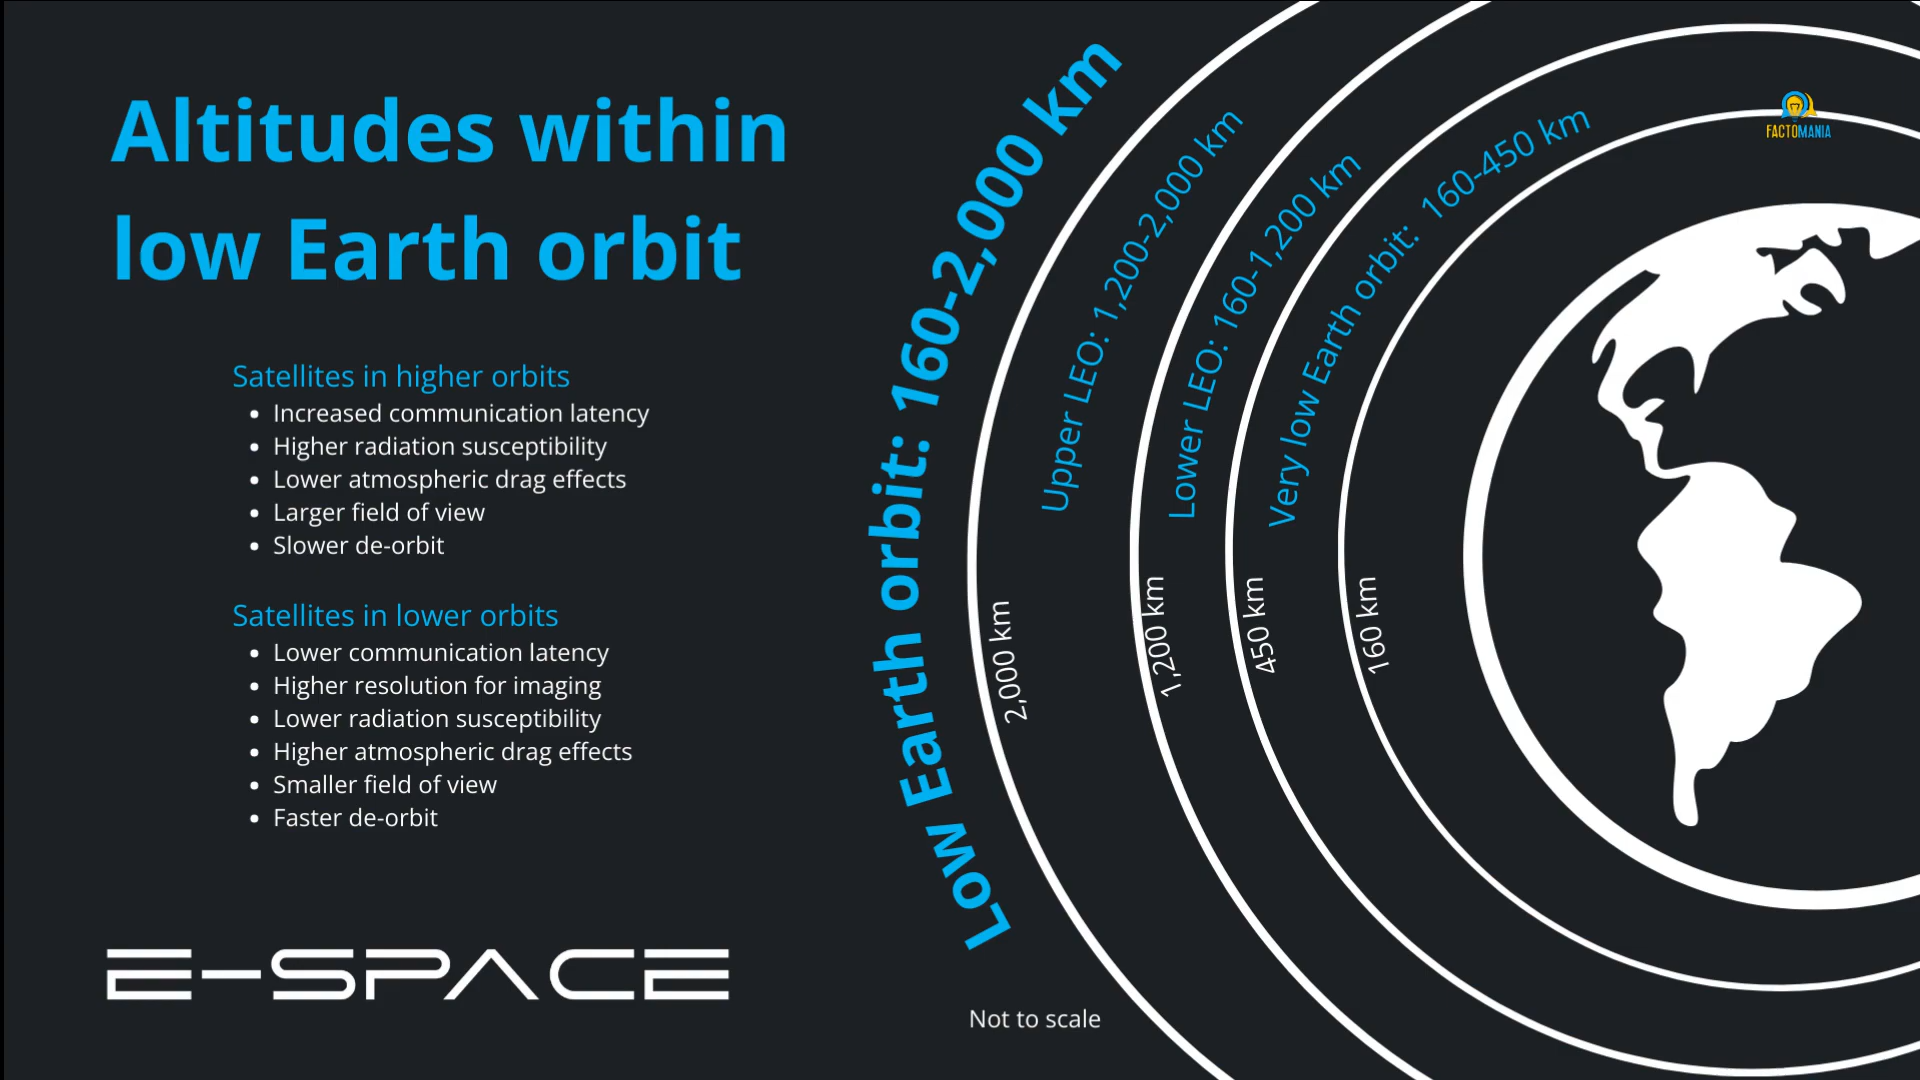 Altitudes within
low Earth orbit
Satellites in higher orbits
• Increased communication latency
• Higher radiation susceptibility
• Lower atmospheric drag effects
• Larger field of view
• Slower de-orbit
Satellites in lower orbits
• Lower communication latency
• Higher resolution for imaging
• Lower radiation susceptibility
• Higher atmospheric drag effects
• Smaller field of view
• Faster de-orbit
E-SPACE
Low Earth orbit: 160-2,000 km
Upper LEO: 1,200-2,000 km
Lower LEO: 160-1,200 km
Very low Earth orbit: 160-450 km
2,000 km
1,200 km
450 km
160 km
Not to scale
FACTOMANIA